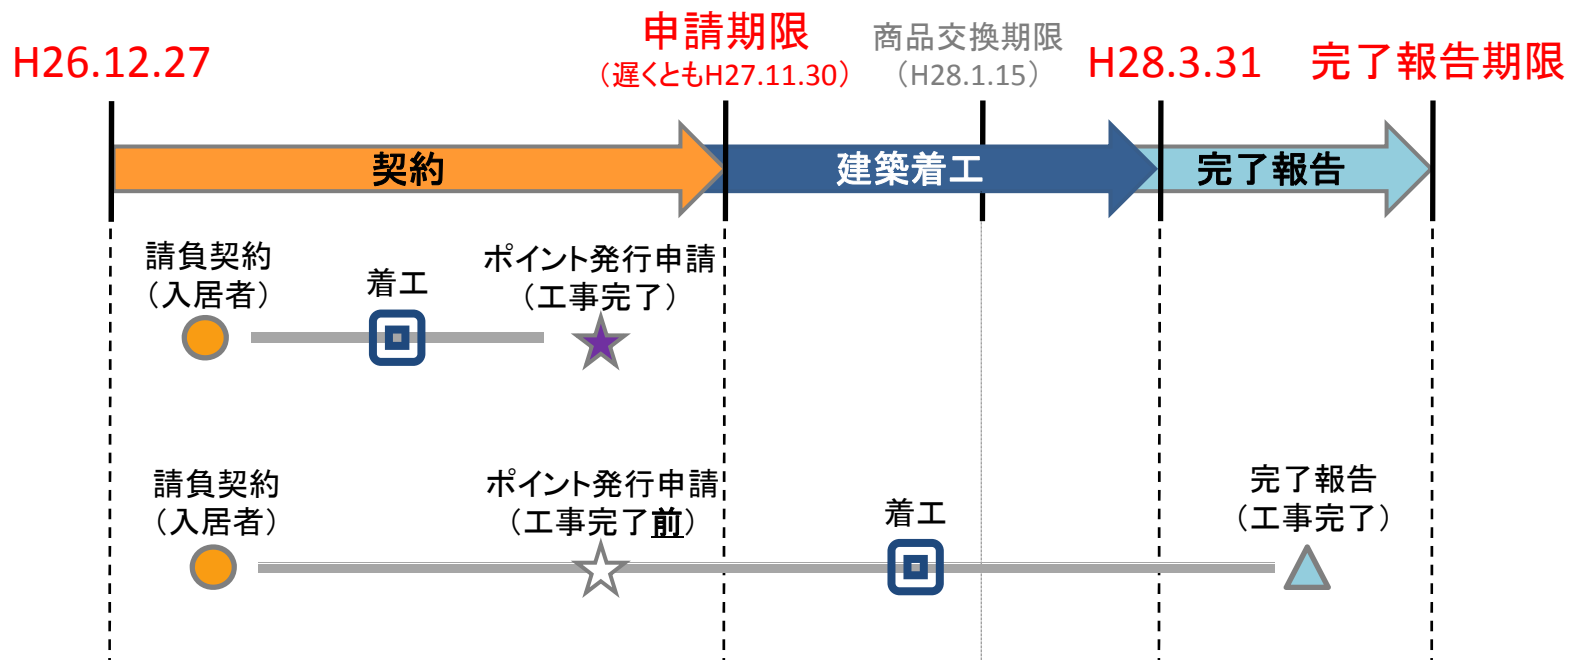 H26.12.27
申請期限
（遅くともH27.11.30）
商品交換期限
（H28.1.15）
H28.3.31
完了報告期限
契約
建築着工
完了報告
請負契約
（入居者）
着工
ポイント発行申請
（工事完了）
請負契約
（入居者）
ポイント発行申請
（工事完了前）
着工
完了報告
（工事完了）